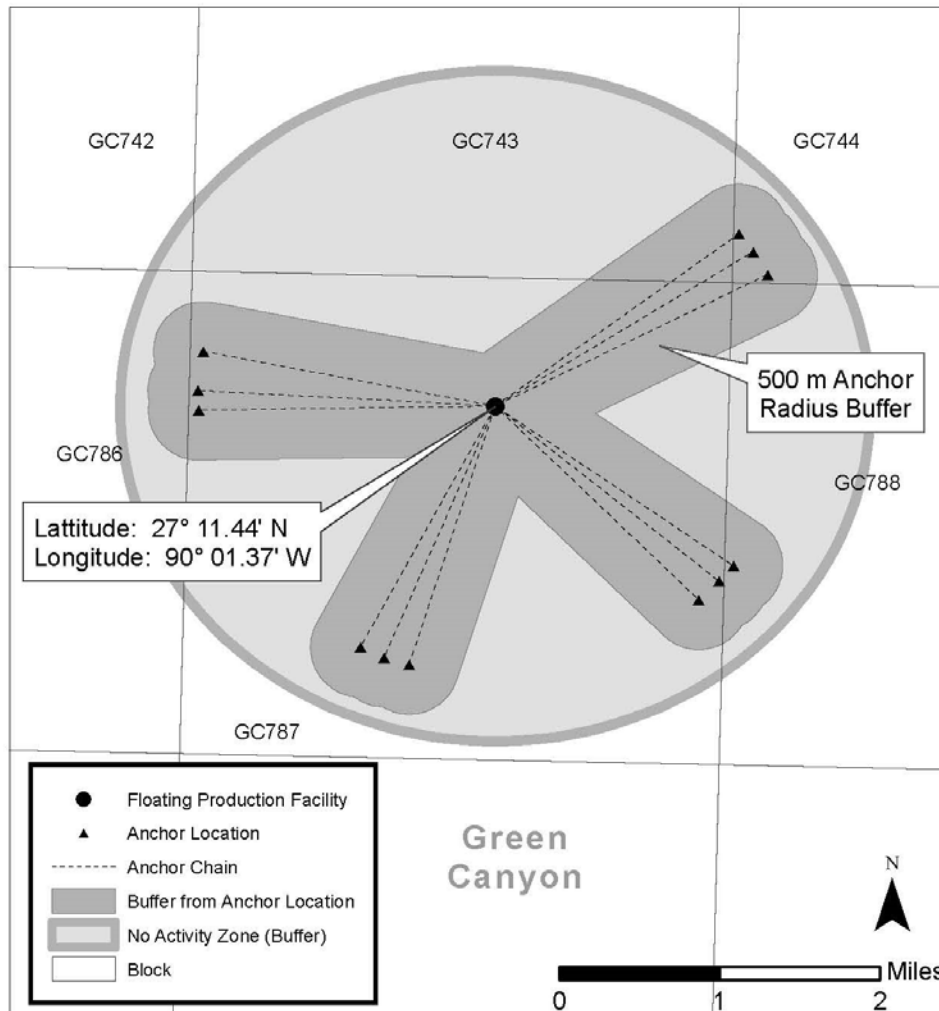 GC742
GC743
GC744
500 m Anchor
Radius Buffer
GC786
GC788
Lattitude: 27° 11.44' N
Longitude: 90° 01.37' W
GC787
Floating Production Facility
Anchor Location
Anchor Chain
Buffer from Anchor Location
No Activity Zone (Buffer)
Block
Green
Canyon
N
Miles
0 1 2